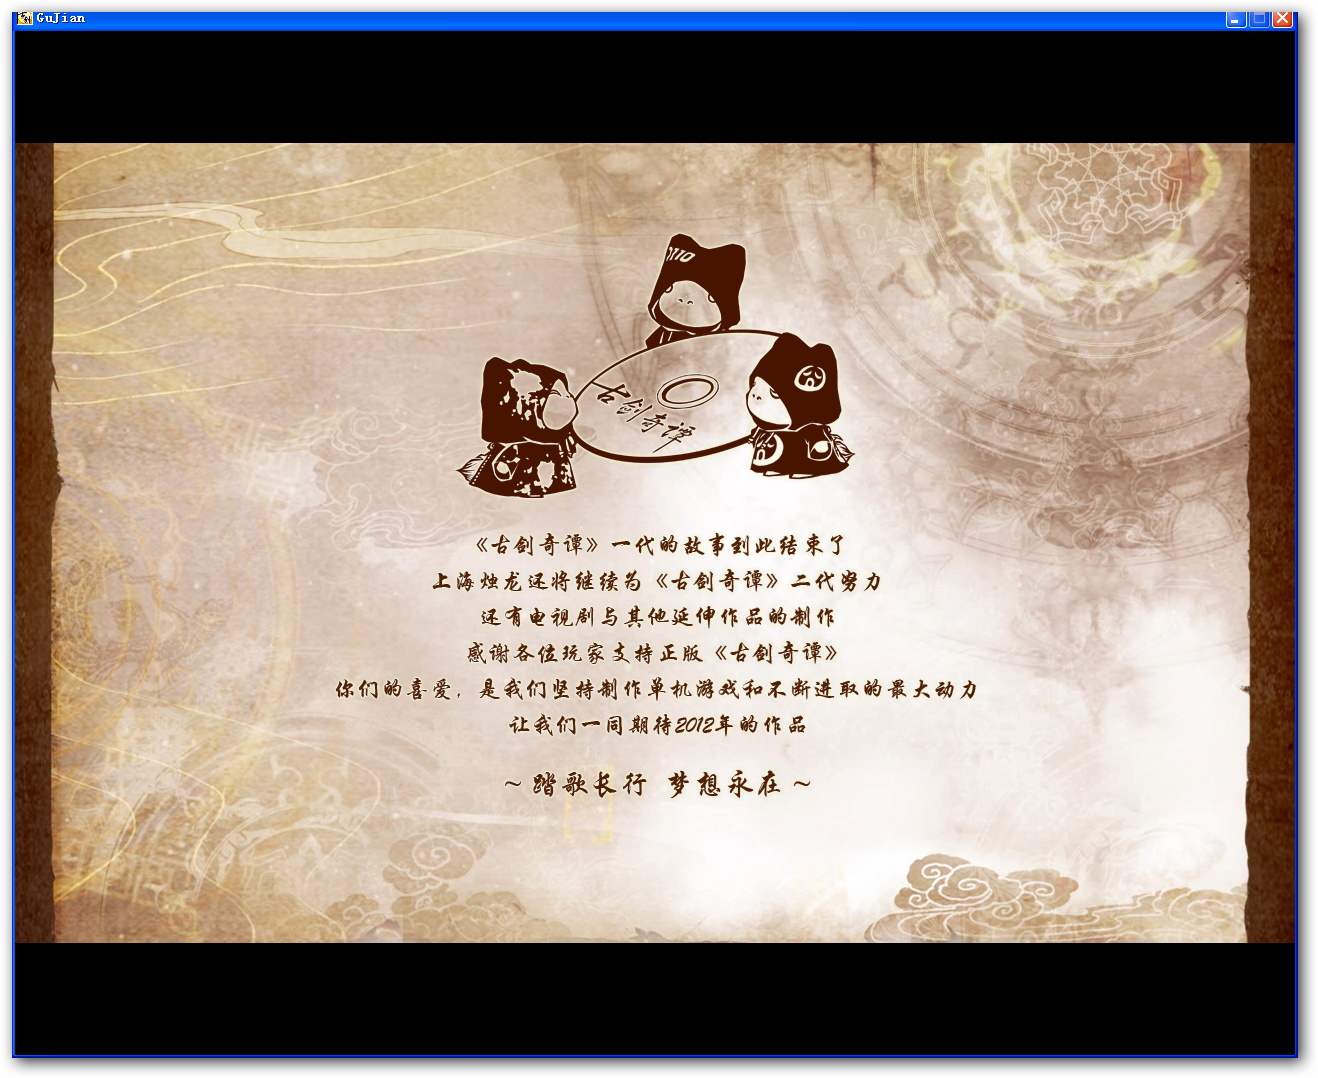 GuJian
0110
古剑奇谭
《古剑奇谭》一代的故事到此结束了
上海烛龙还将继续为《古剑奇谭》二代努力
还有电视剧与其他延伸作品的制作
感谢各位玩家支持正版《古剑奇谭》
你们的喜爱，是我们坚持制作单机游戏和不断进取的最大动力
让我们一同期待2012年的作品
~ 踏歌长行 梦想永在 ~